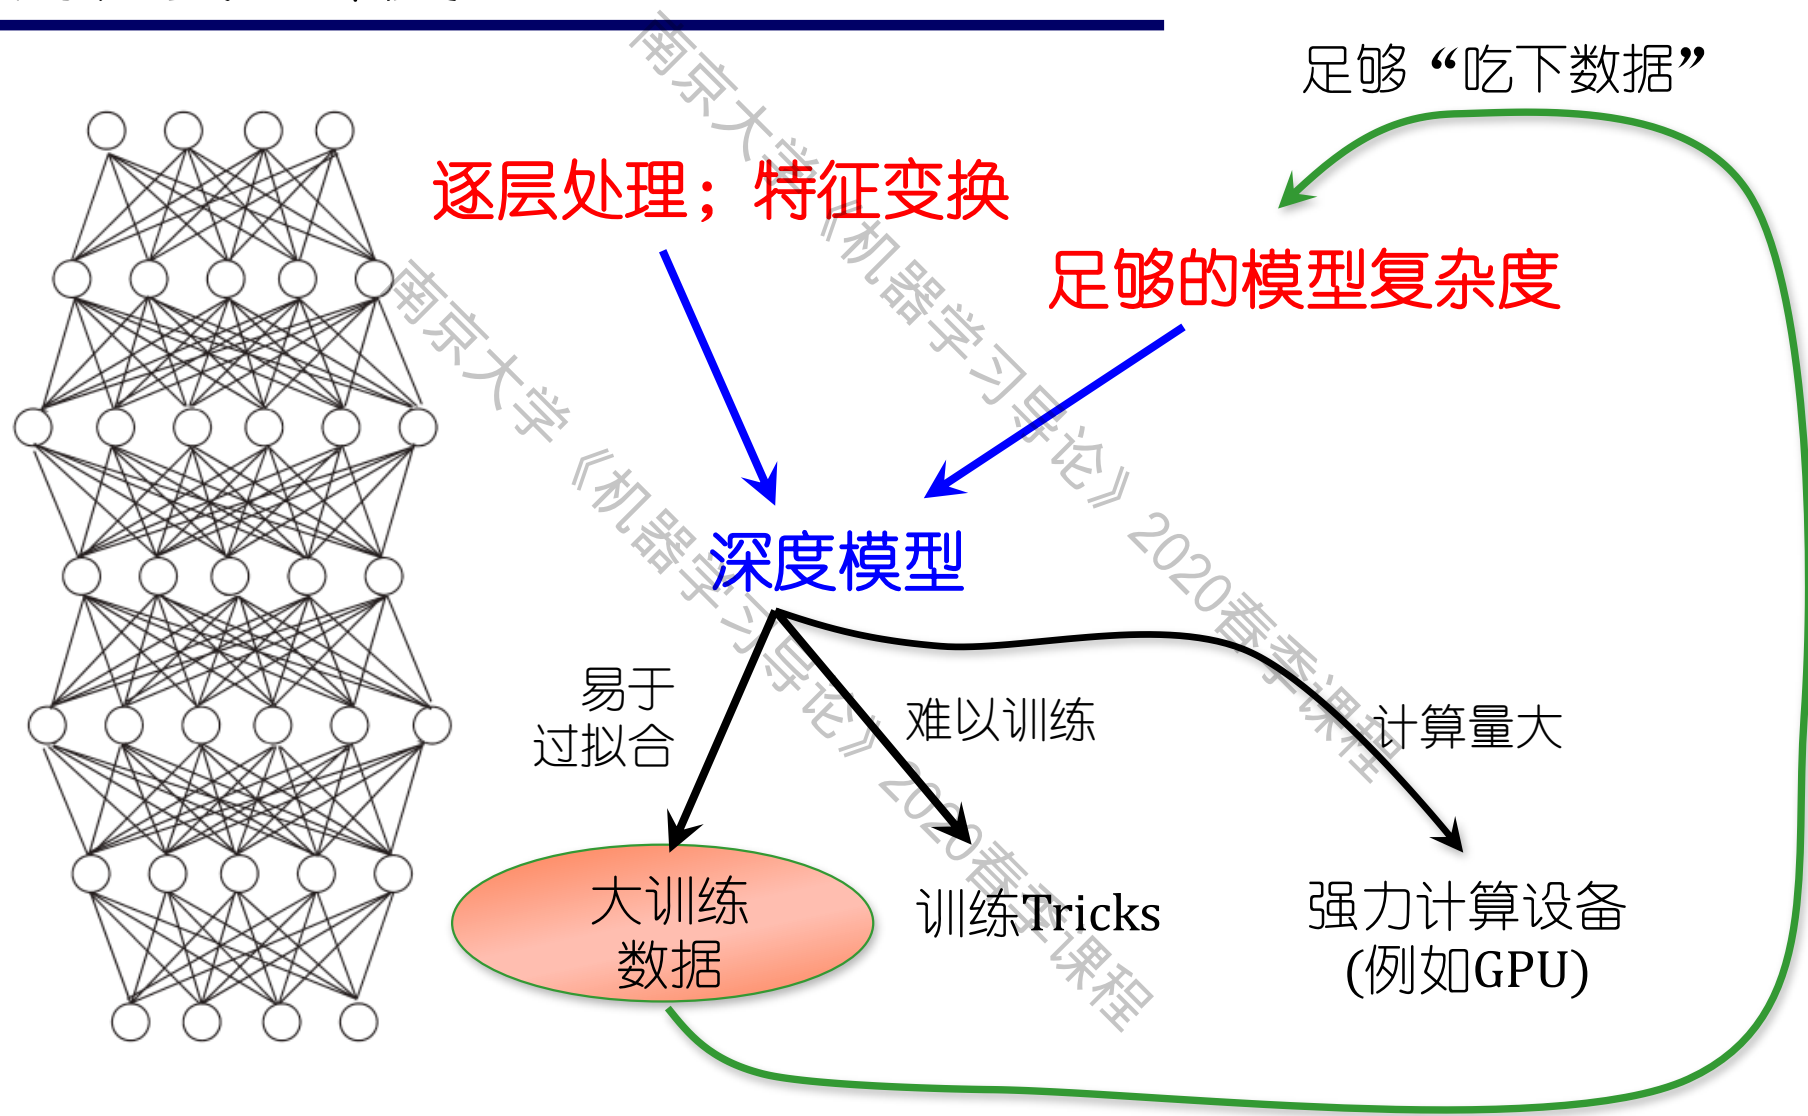 足够“吃下数据”
逐层处理；特征变换
足够的模型复杂度
深度模型
易于
过拟合
难以训练
计算量大
大训练
数据
训练Tricks
强力计算设备
(例如GPU)
南京大学《机器学习导论》2020春季课程
南京大学《机器学习导论》2020春季课程